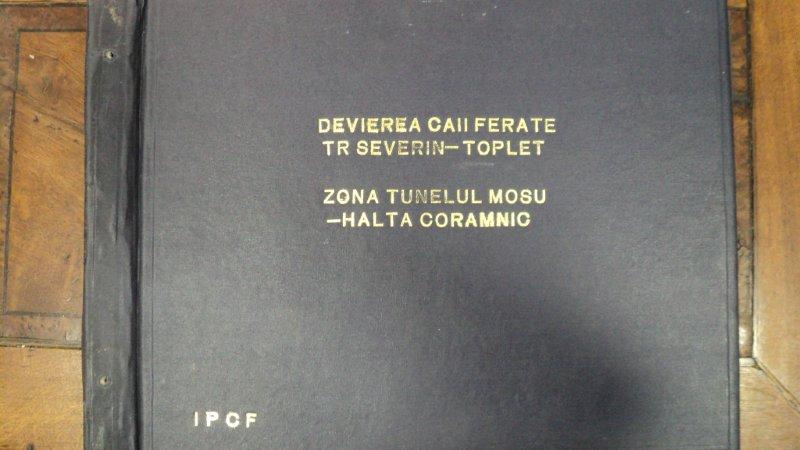 DEVIEREA CAII FERATE
TR SEVERIN—TOPLET
ZONA TUNELUL MOSU
—HALTA CORAMNIC
IPCF